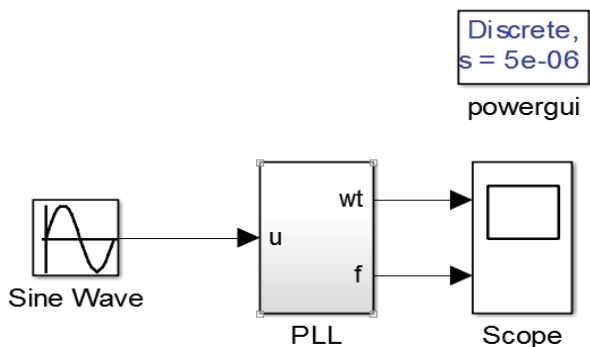 Discrete,
s = 5e-06
powergui
wt
u
f
Sine Wave
PLL
Scope